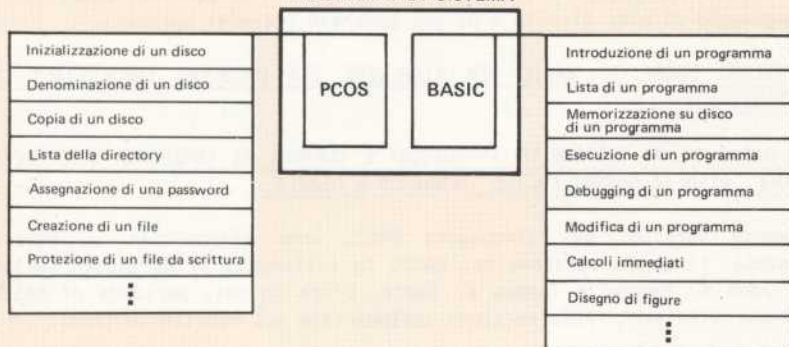 Inizializzazione di un disco
Denominazione di un disco
Copia di un disco
Lista della directory
Assegnazione di una password
Creazione di un file
Protezione di un file da scrittura
PCOS
BASIC
Introduzione di un programma
Lista di un programma
Memorizzazione su disco
di un programma
Esecuzione di un programma
Debugging di un programma
Modifica di un programma
Calcoli immediati
Disegno di figure